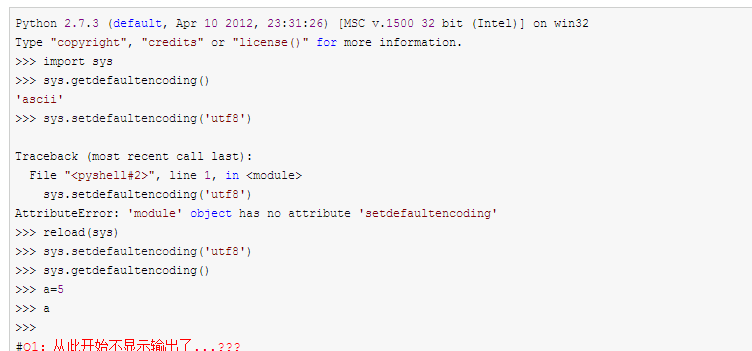 Python 2.7.3 (default, Apr 10 2012, 23:31:26) [MSC v.1500 32 bit (Intel)] on win32
Type "copyright", "credits" or "license()" for more information.
>>> import sys
>>> sys.getdefaultencoding()
'ascii'
>>> sys.setdefaultencoding('utf8')
Traceback (most recent call last):
  File "<pyshell#2>", line 1, in <module>
    sys.setdefaultencoding('utf8')
AttributeError: 'module' object has no attribute 'setdefaultencoding'
>>> reload(sys)
>>> sys.setdefaultencoding('utf8')
>>> sys.getdefaultencoding()
>>> a=5
>>> a
>>>
#Q1：从此开始不显示输出了...???